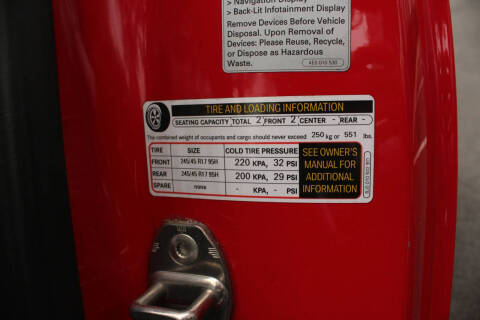 > Navigation Display
> Back-Lit Infotainment Display
Remove Devices Before Vehicle
Disposal. Upon Removal of
Devices: Please Reuse, Recycle,
or Dispose as Hazardous
Waste.
TIRE AND LOADING INFORMATION
SEATING CAPACITY TOTAL 2 FRONT 2 CENTER - REAR -
The combined weight of occupants and cargo should never exceed 250 kg or 551 lbs.
TIRE SIZE COLD TIRE PRESSURE
FRONT 245/45 R17 95H 220 KPA, 32 PSI
REAR 245/45 R17 95H 200 KPA, 29 PSI
SPARE none - KPA, - PSI
SEE OWNER'S
MANUAL FOR
ADDITIONAL
INFORMATION